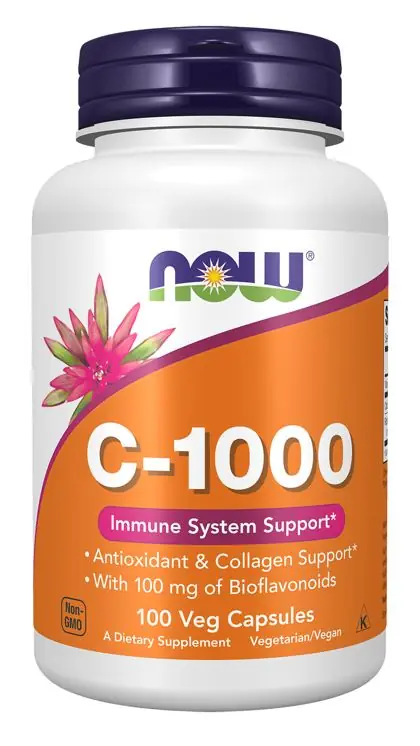 NOW®
C-1000
Immune System Support*
• Antioxidant & Collagen Support*
• With 100 mg of Bioflavonoids
100 Veg Capsules
Non-
GMO
A Dietary Supplement Vegetarian/Vegan
K